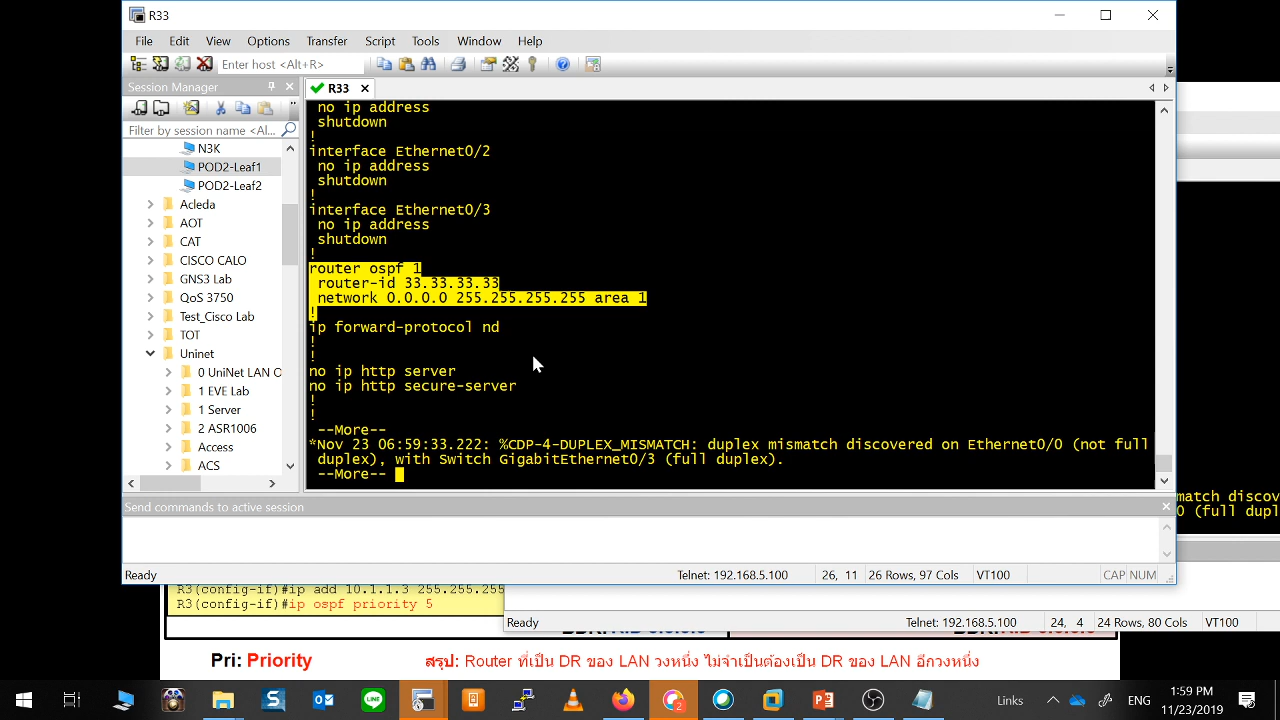 R33
File Edit View Options Transfer Script Tools Window Help
Enter host <Alt+R>
Session Manager
R33
Filter by session name <Al...
N3K
POD2-Leaf1
POD2-Leaf2
Acleda
AOT
CAT
CISCO CALO
GNS3 Lab
QoS 3750
Test_Cisco Lab
TOT
Uninet
0 UniNet LAN O
1 EVE Lab
1 Server
2 ASR1006
Access
ACS
no ip address
shutdown
!
interface Ethernet0/2
no ip address
shutdown
!
interface Ethernet0/3
no ip address
shutdown
!
router ospf 1
router-id 33.33.33.33
network 0.0.0.0 255.255.255.255 area 1
!
ip forward-protocol nd
!
!
no ip http server
no ip http secure-server
!
!
--More--
*Nov 23 06:59:33.222: %CDP-4-DUPLEX_MISMATCH: duplex mismatch discovered on Ethernet0/0 (not full
duplex), with Switch GigabitEthernet0/3 (full duplex).
--More--
match discov
0 (full dupl
Send commands to active session
Ready Telnet: 192.168.5.100 26, 11 26 Rows, 97 Cols VT100 CAP NUM
R3(config-if)#ip add 10.1.1.3 255.255.255
R3(config-if)#ip ospf priority 5
Ready Telnet: 192.168.5.100 24, 4 24 Rows, 80 Cols VT100
Pri: Priority
สรุป: Router ที่เป็น DR ของ LAN วงหนึ่ง ไม่จำเป็นต้องเป็น DR ของ LAN อีกวงหนึ่ง
Links ENG 1:59 PM
11/23/2019